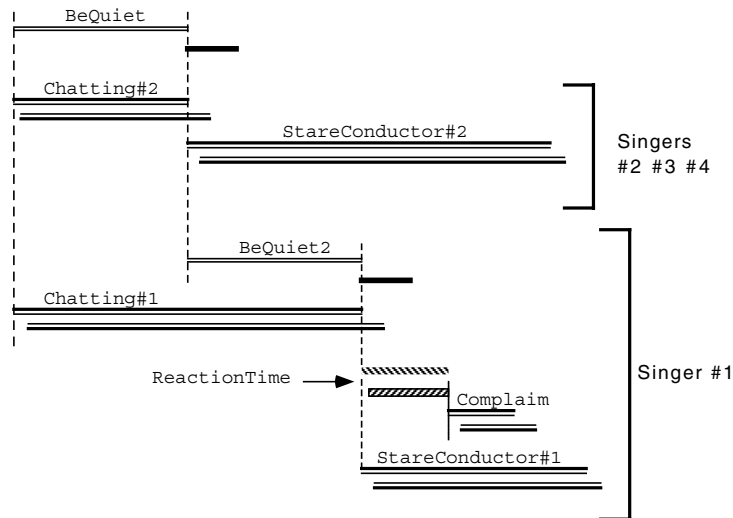 BeQuiet
Chatting#2
StareConductor#2
Singers
#2 #3 #4
BeQuiet2
Chatting#1
ReactionTime
Complaim
Singer #1
StareConductor#1